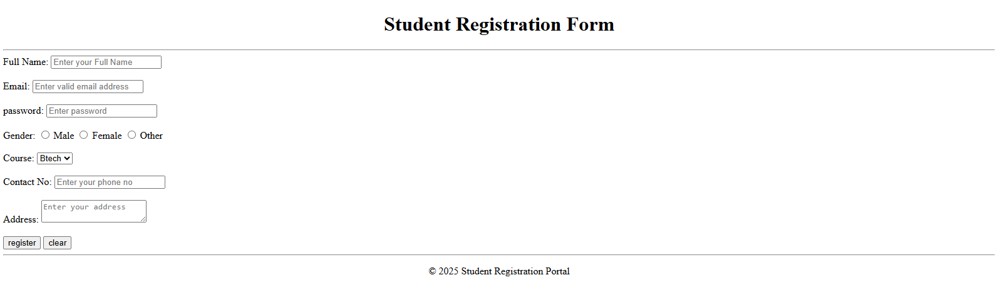 Student Registration Form
Full Name: Enter your Full Name
Email: Enter valid email address
password: Enter password
Gender: Male Female Other
Course: Btech
Contact No: Enter your phone no
Address: Enter your address
register clear
© 2025 Student Registration Portal